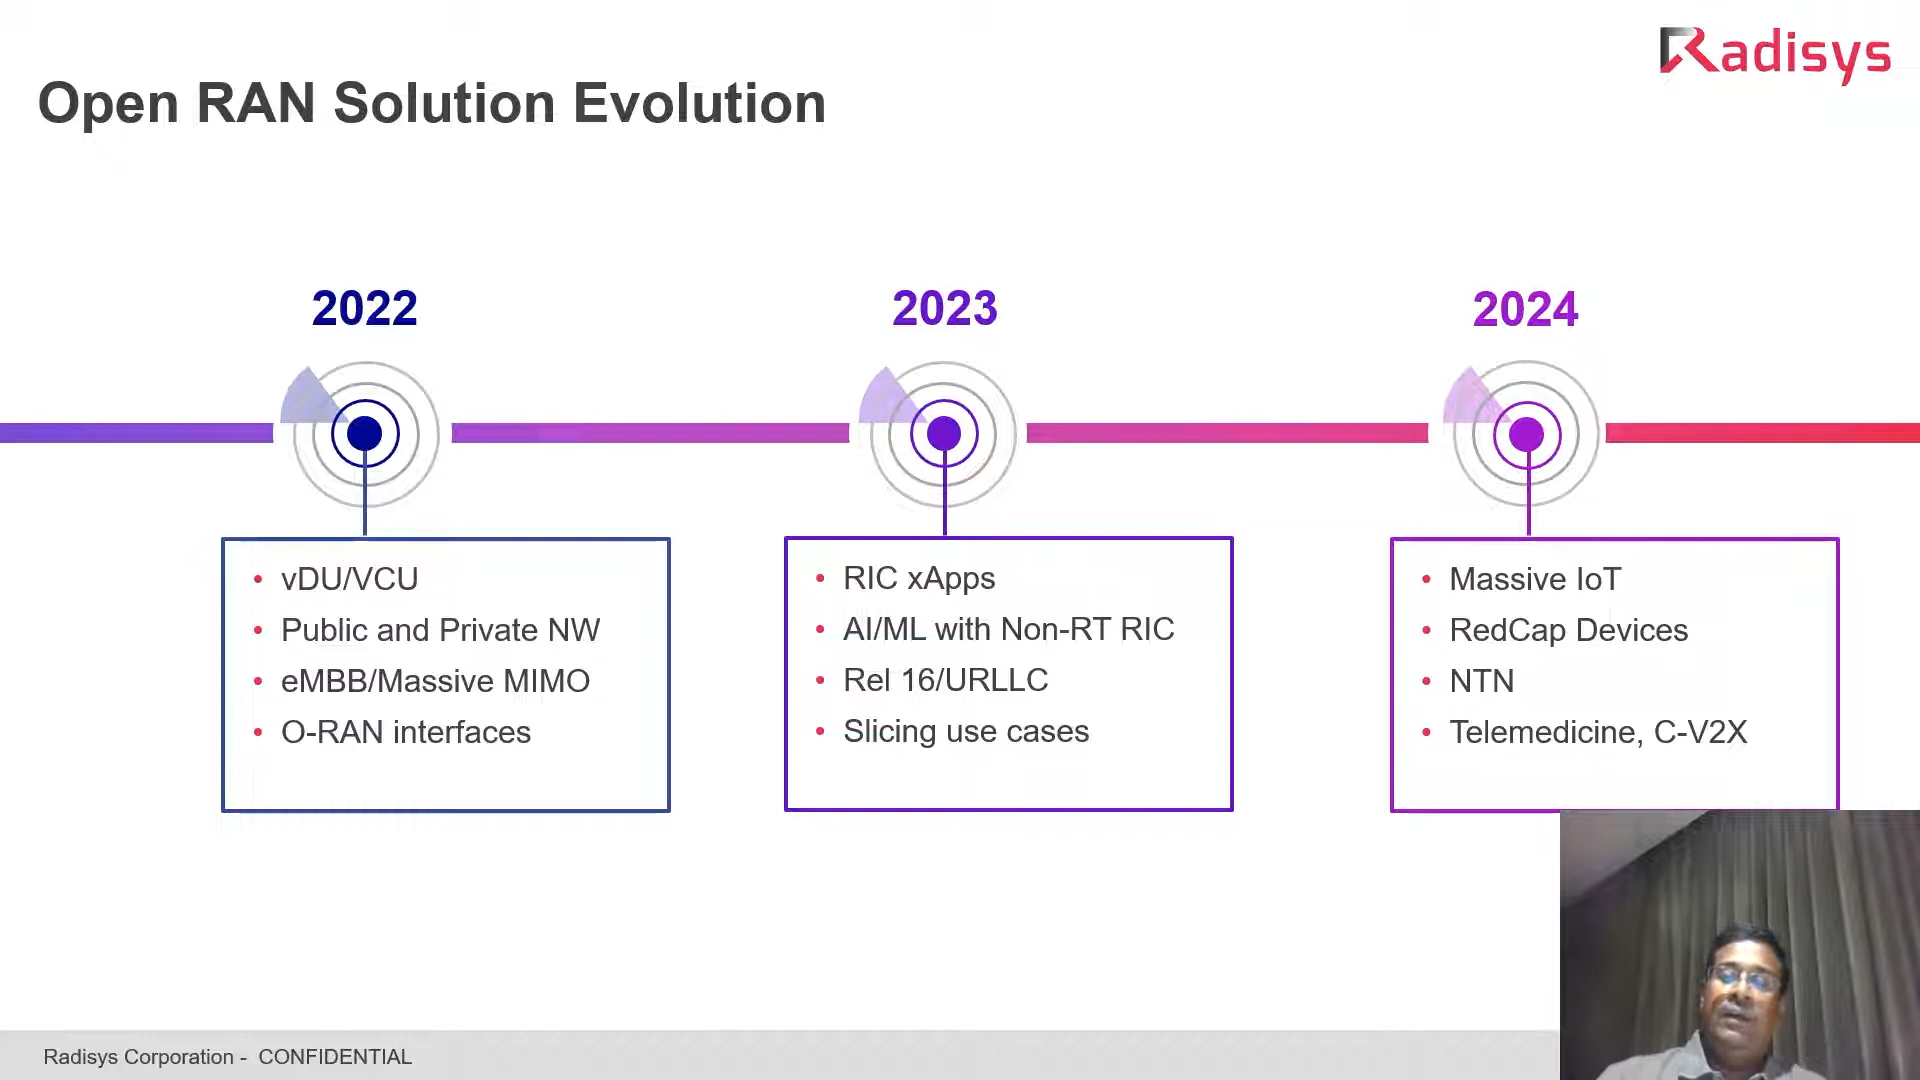 Radisys
Open RAN Solution Evolution
2022
2023
2024
• vDU/VCU
• Public and Private NW
• eMBB/Massive MIMO
• O-RAN interfaces
• RIC xApps
• AI/ML with Non-RT RIC
• Rel 16/URLLC
• Slicing use cases
• Massive IoT
• RedCap Devices
• NTN
• Telemedicine, C-V2X
Radisys Corporation - CONFIDENTIAL